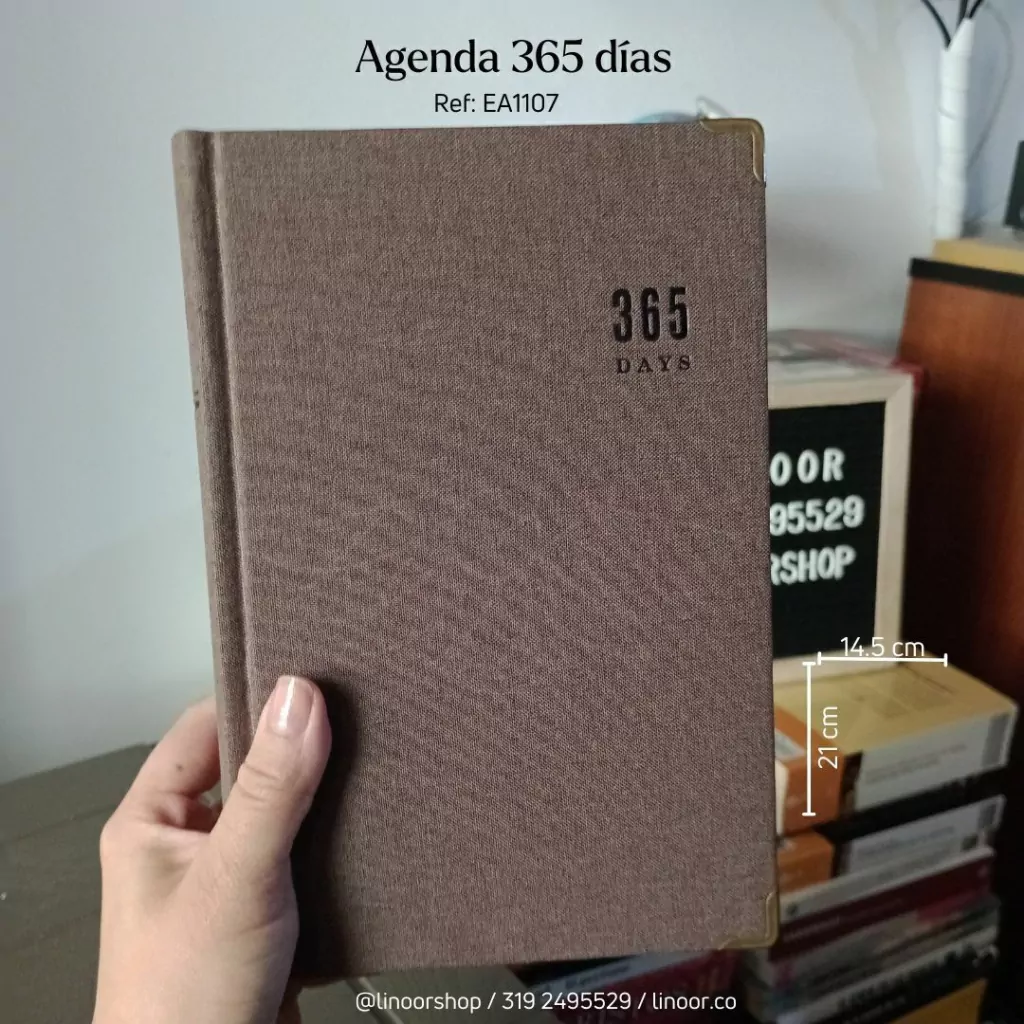 Agenda 365 días
Ref: EA1107
365
DAYS
OOR
95529
RSHOP
14.5 cm
21 cm
@linoorshop / 319 2495529 / linoor.co